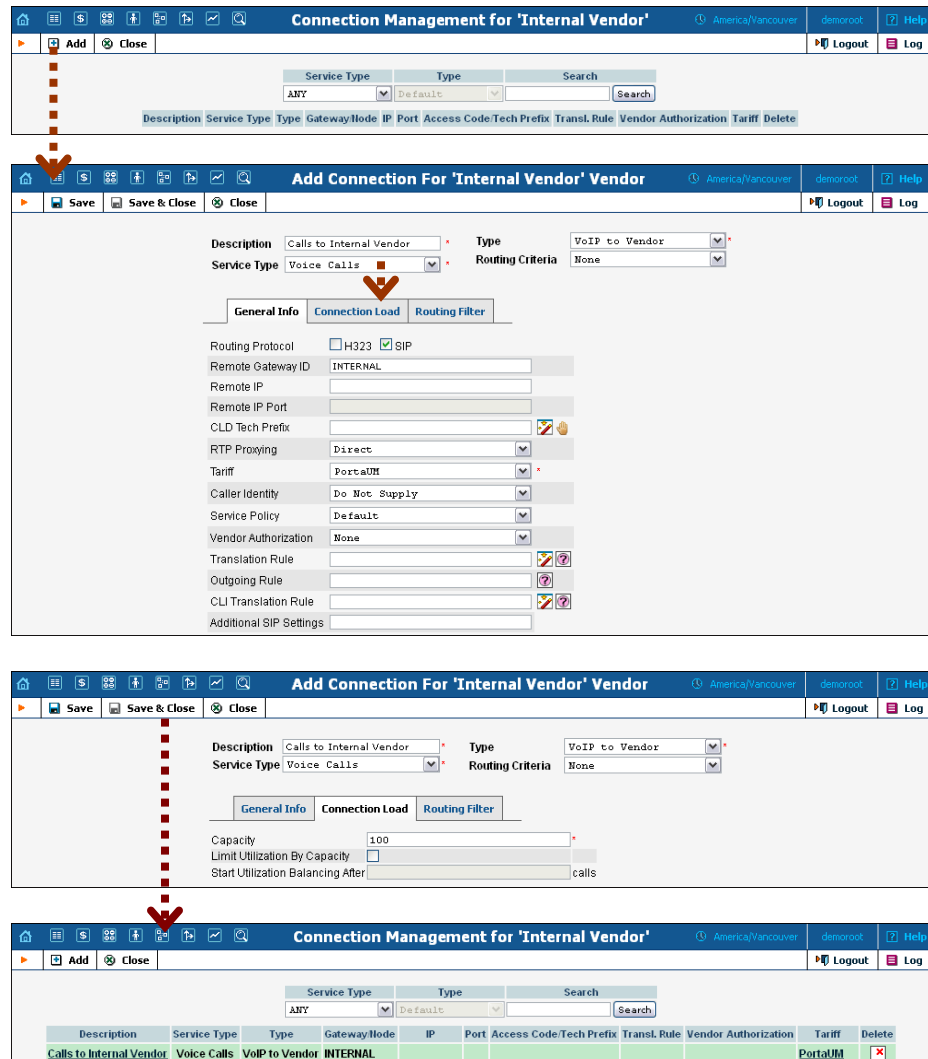 Connection Management for 'Internal Vendor' America/Vancouver demoroot ? Help
Add Close Logout Log
Service Type Type Search
ANY Default Search
Description Service Type Type Gateway/Node IP Port Access Code/Tech Prefix Transl. Rule Vendor Authorization Tariff Delete
Add Connection For 'Internal Vendor' Vendor America/Vancouver demoroot ? Help
Save Save & Close Close Logout Log
Description Calls to Internal Vendor * Type VoIP to Vendor *
Service Type Voice Calls * Routing Criteria None
General Info Connection Load Routing Filter
Routing Protocol H323 SIP
Remote Gateway ID INTERNAL
Remote IP
Remote IP Port
CLD Tech Prefix
RTP Proxying Direct
Tariff PortaUM *
Caller Identity Do Not Supply
Service Policy Default
Vendor Authorization None
Translation Rule ?
Outgoing Rule ?
CLI Translation Rule ?
Additional SIP Settings
Add Connection For 'Internal Vendor' Vendor America/Vancouver demoroot ? Help
Save Save & Close Close Logout Log
Description Calls to Internal Vendor * Type VoIP to Vendor *
Service Type Voice Calls * Routing Criteria None
General Info Connection Load Routing Filter
Capacity 100 *
Limit Utilization By Capacity
Start Utilization Balancing After calls
Connection Management for 'Internal Vendor' America/Vancouver demoroot ? Help
Add Close Logout Log
Service Type Type Search
ANY Default Search
Description Service Type Type Gateway/Node IP Port Access Code/Tech Prefix Transl. Rule Vendor Authorization Tariff Delete
Calls to Internal Vendor Voice Calls VoIP to Vendor INTERNAL PortaUM